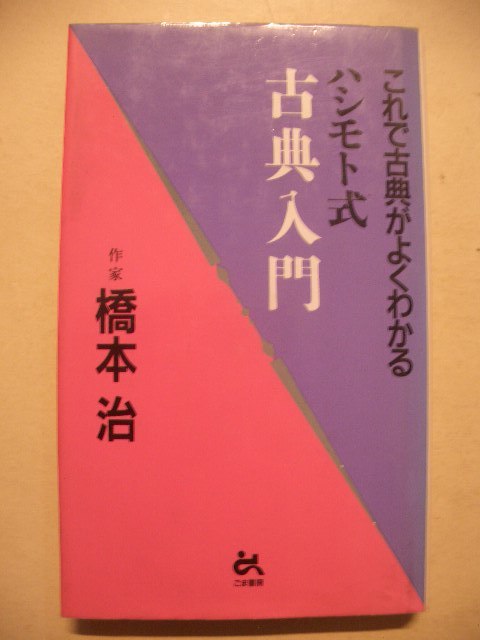 これで古典がよくわかる
ハシモト式
古典入門
作家
橋本治
ごま書房